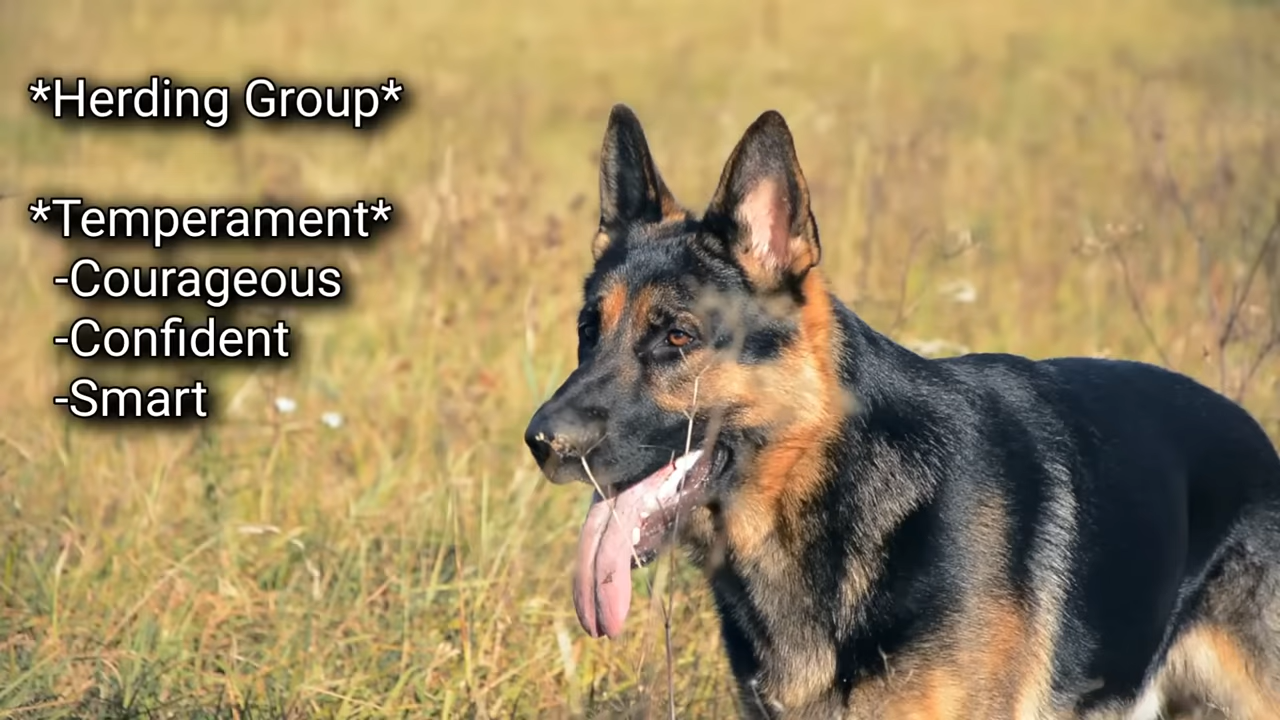 *Herding Group*
*Temperament*
-Courageous
-Confident
-Smart